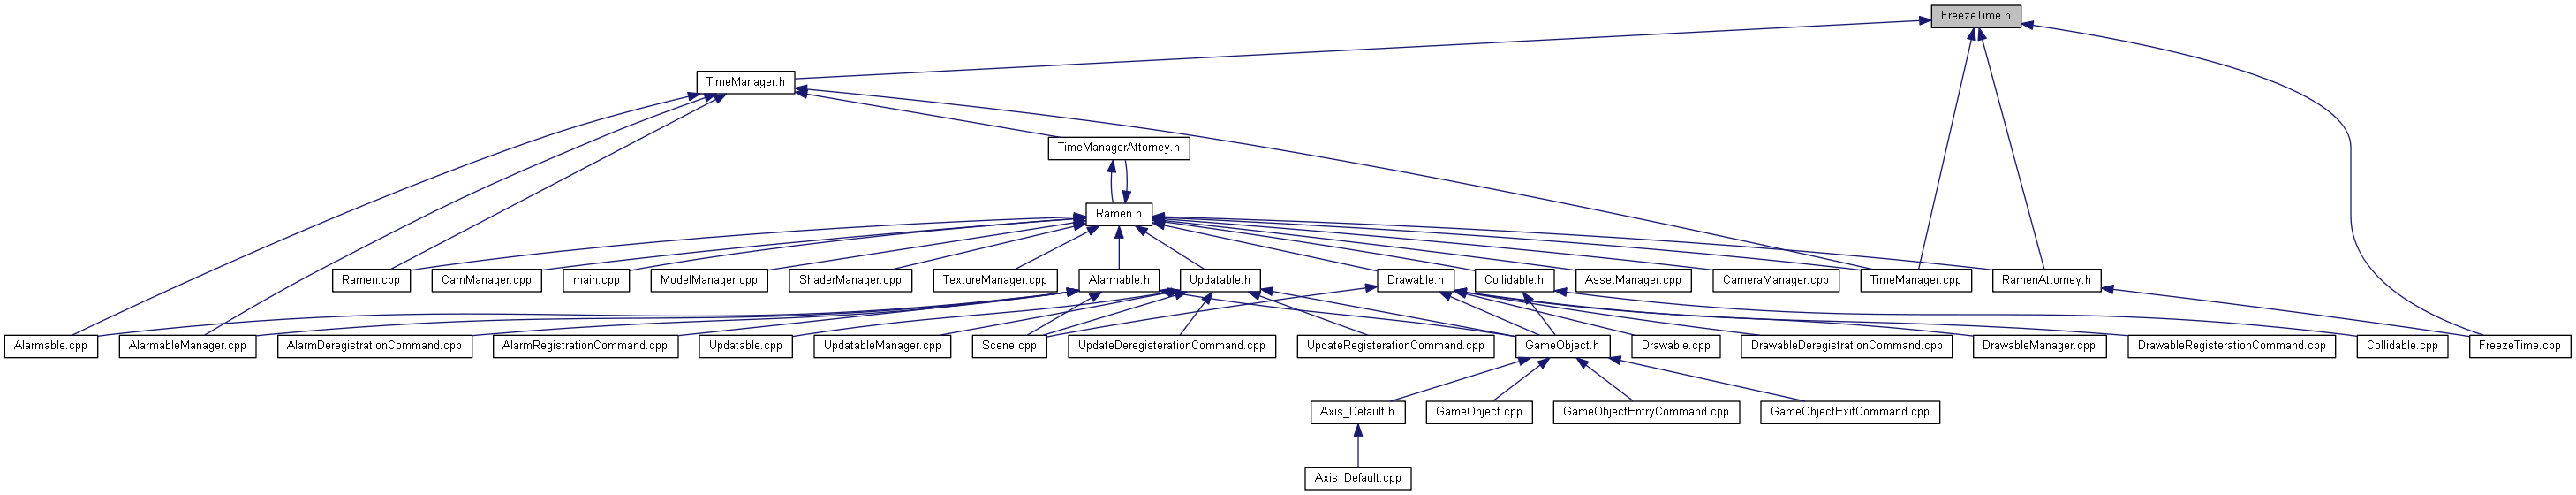 FreezeTime.h
TimeManager.h
TimeManagerAttorney.h
Ramen.h
Ramen.cpp
CamManager.cpp
main.cpp
ModelManager.cpp
ShaderManager.cpp
TextureManager.cpp
Alarmable.h
Updatable.h
Drawable.h
Collidable.h
AssetManager.cpp
CameraManager.cpp
TimeManager.cpp
RamenAttorney.h
Alarmable.cpp
AlarmableManager.cpp
AlarmDeregistrationCommand.cpp
AlarmRegistrationCommand.cpp
Updatable.cpp
UpdatableManager.cpp
Scene.cpp
UpdateDeregisterationCommand.cpp
UpdateRegisterationCommand.cpp
GameObject.h
Drawable.cpp
DrawableDeregistrationCommand.cpp
DrawableManager.cpp
DrawableRegisterationCommand.cpp
Collidable.cpp
FreezeTime.cpp
Axis_Default.h
GameObject.cpp
GameObjectEntryCommand.cpp
GameObjectExitCommand.cpp
Axis_Default.cpp